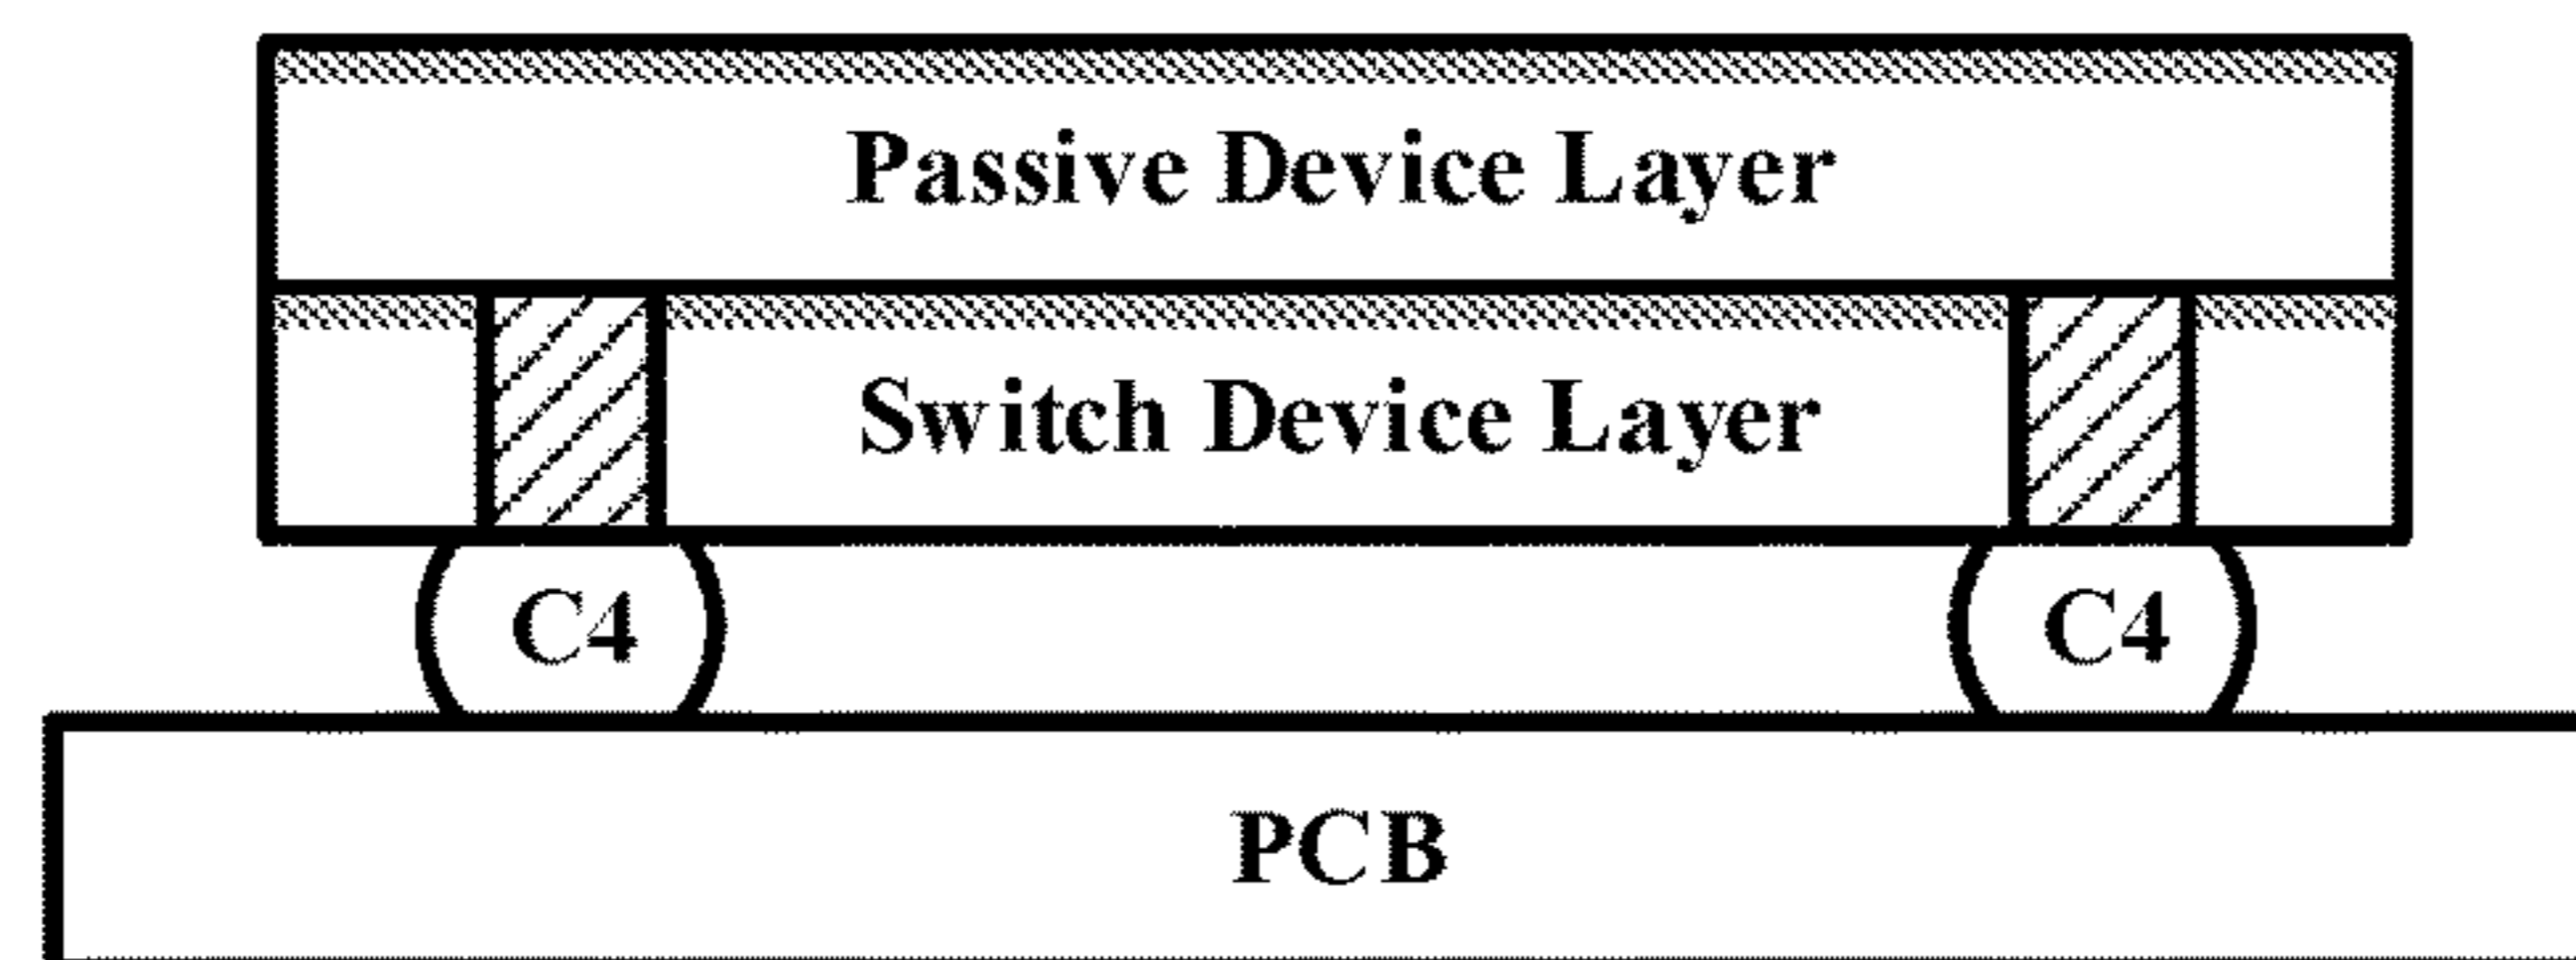 Passive Device Layer
Switch Device Layer
C4 C4
PCB